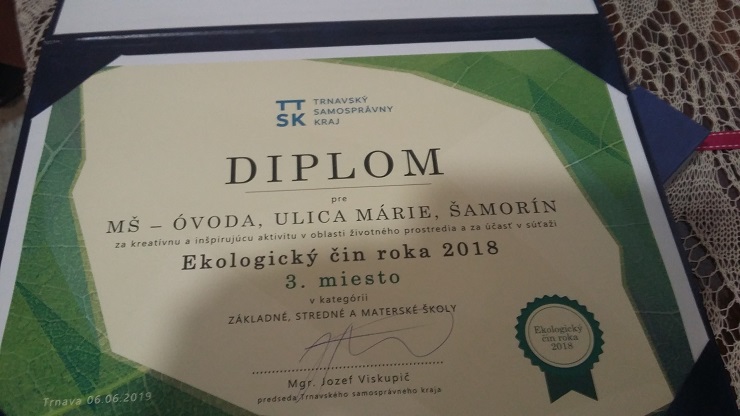 TT
SK
TRNAVSKÝ
SAMOSPRÁVNY
KRAJ
DIPLOM
pre
MŠ – ÓVODA, ULICA MÁRIE, ŠAMORÍN
za kreatívnu a inšpirujúcu aktivitu v oblasti životného prostredia a za účasť v súťaži
Ekologický čin roka 2018
3. miesto
v kategórii
ZÁKLADNÉ, STREDNÉ A MATERSKÉ ŠKOLY
Mgr. Jozef Viskupič
predseda Trnavského samosprávneho kraja
Ekologický
čin roka
2018
Trnava 06.06.2019